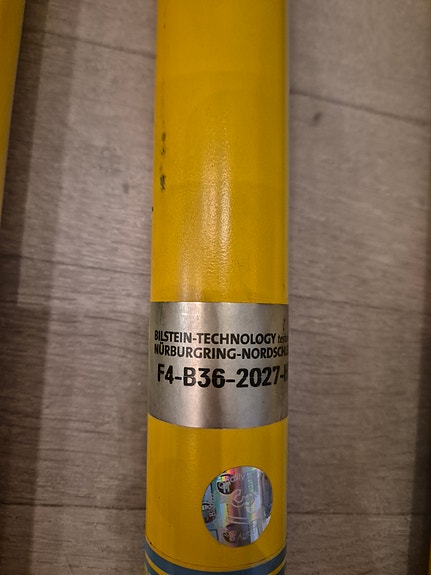 BILSTEIN-TECHNOLOGY
NÜRBURGRING-NORDSCHL
F4-B36-2027-